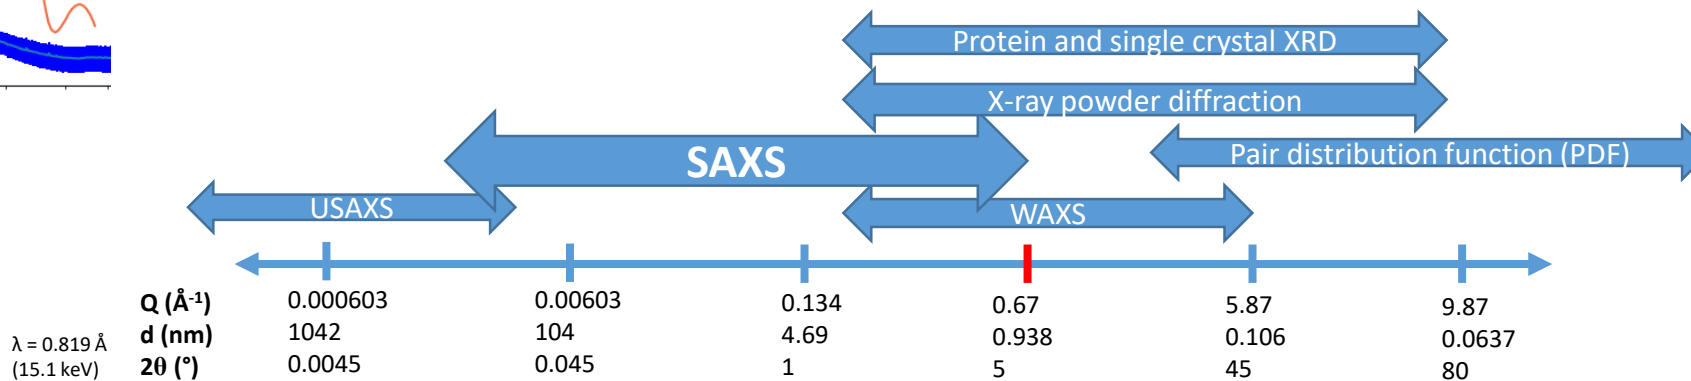 Protein and single crystal XRD
X-ray powder diffraction
SAXS
Pair distribution function (PDF)
USAXS
WAXS
Q (Å-1) 0.000603 0.00603 0.134 0.67 5.87 9.87
d (nm) 1042 104 4.69 0.938 0.106 0.0637
2θ (°) 0.0045 0.045 1 5 45 80
λ = 0.819 Å
(15.1 keV)